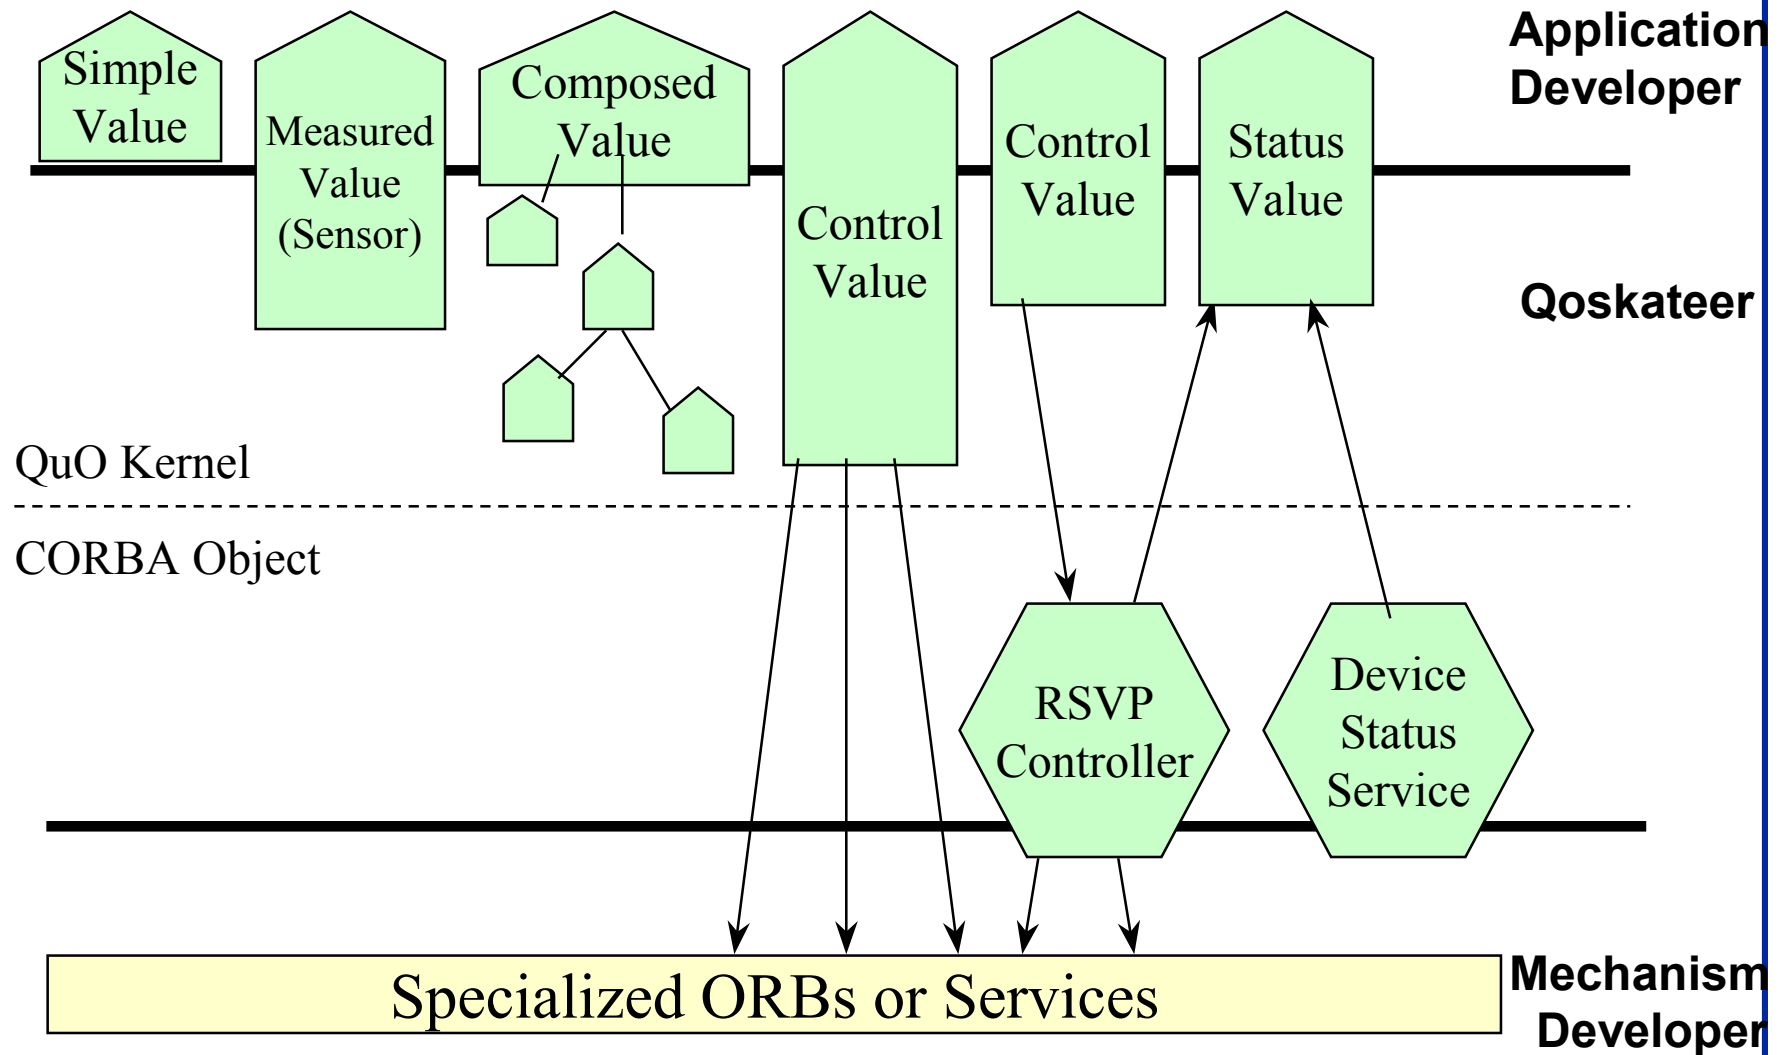 Simple
Value
Measured
Value
(Sensor)
Composed
Value
Control
Value
Control
Value
Status
Value
Application
Developer
Qoskateer
QuO Kernel
CORBA Object
RSVP
Controller
Device
Status
Service
Specialized ORBs or Services
Mechanism
Developer